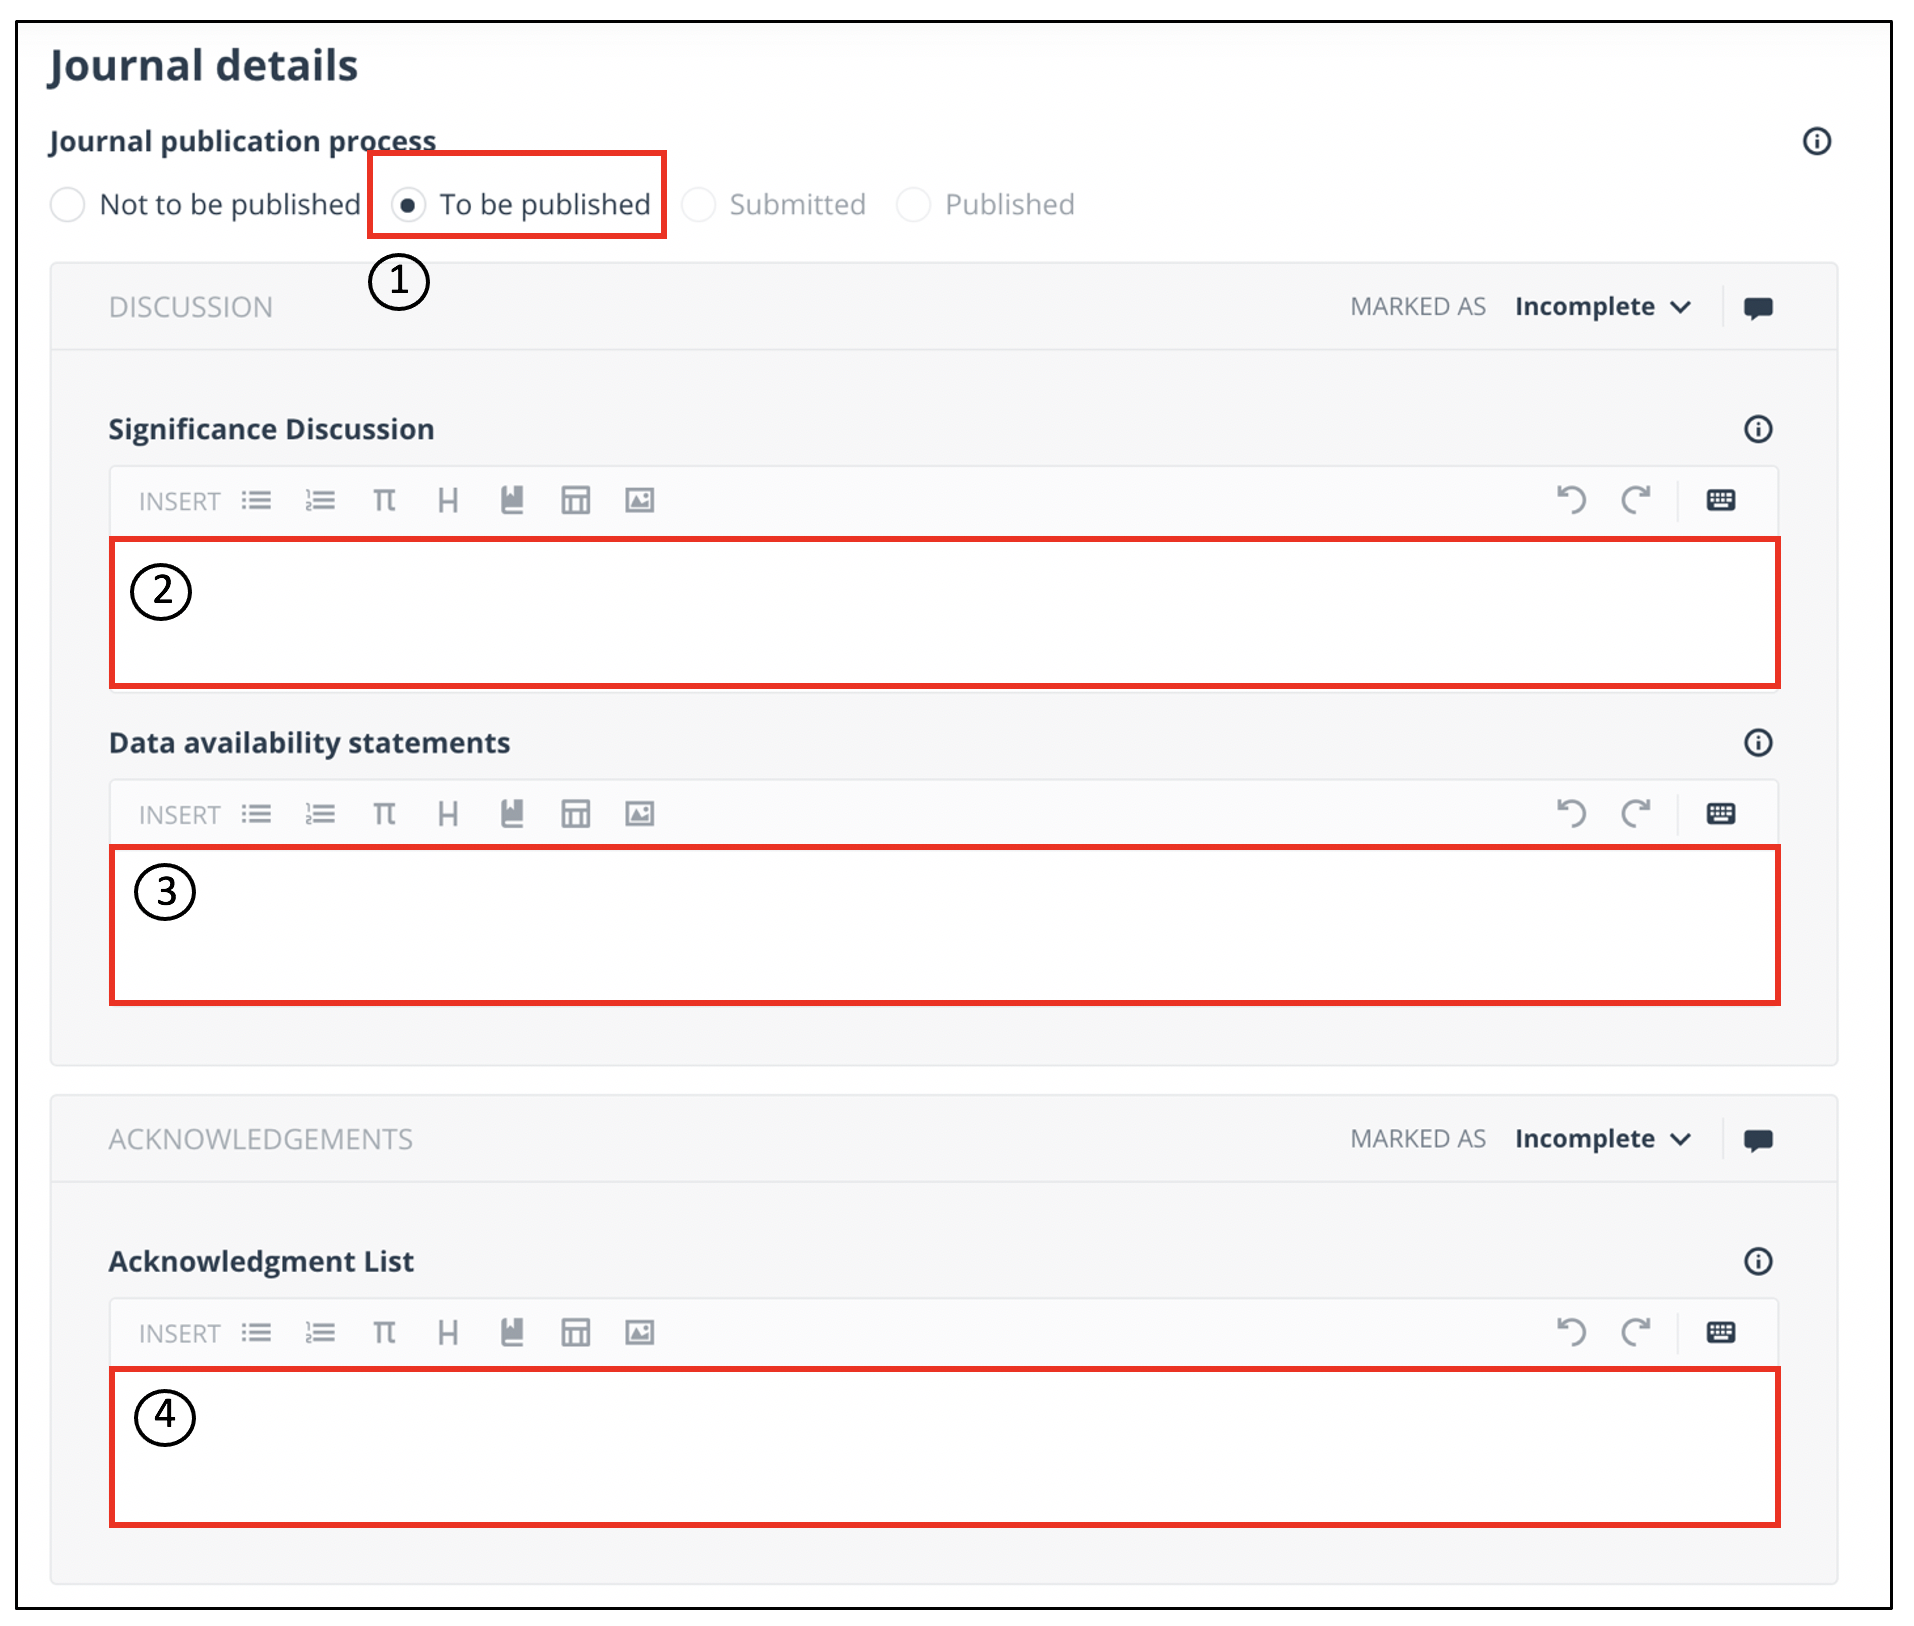 Journal details
Journal publication process
Not to be published To be published Submitted Published
1
DISCUSSION MARKED AS Incomplete
Significance Discussion
INSERT π H
2
Data availability statements
INSERT π H
3
ACKNOWLEDGEMENTS MARKED AS Incomplete
Acknowledgment List
INSERT π H
4